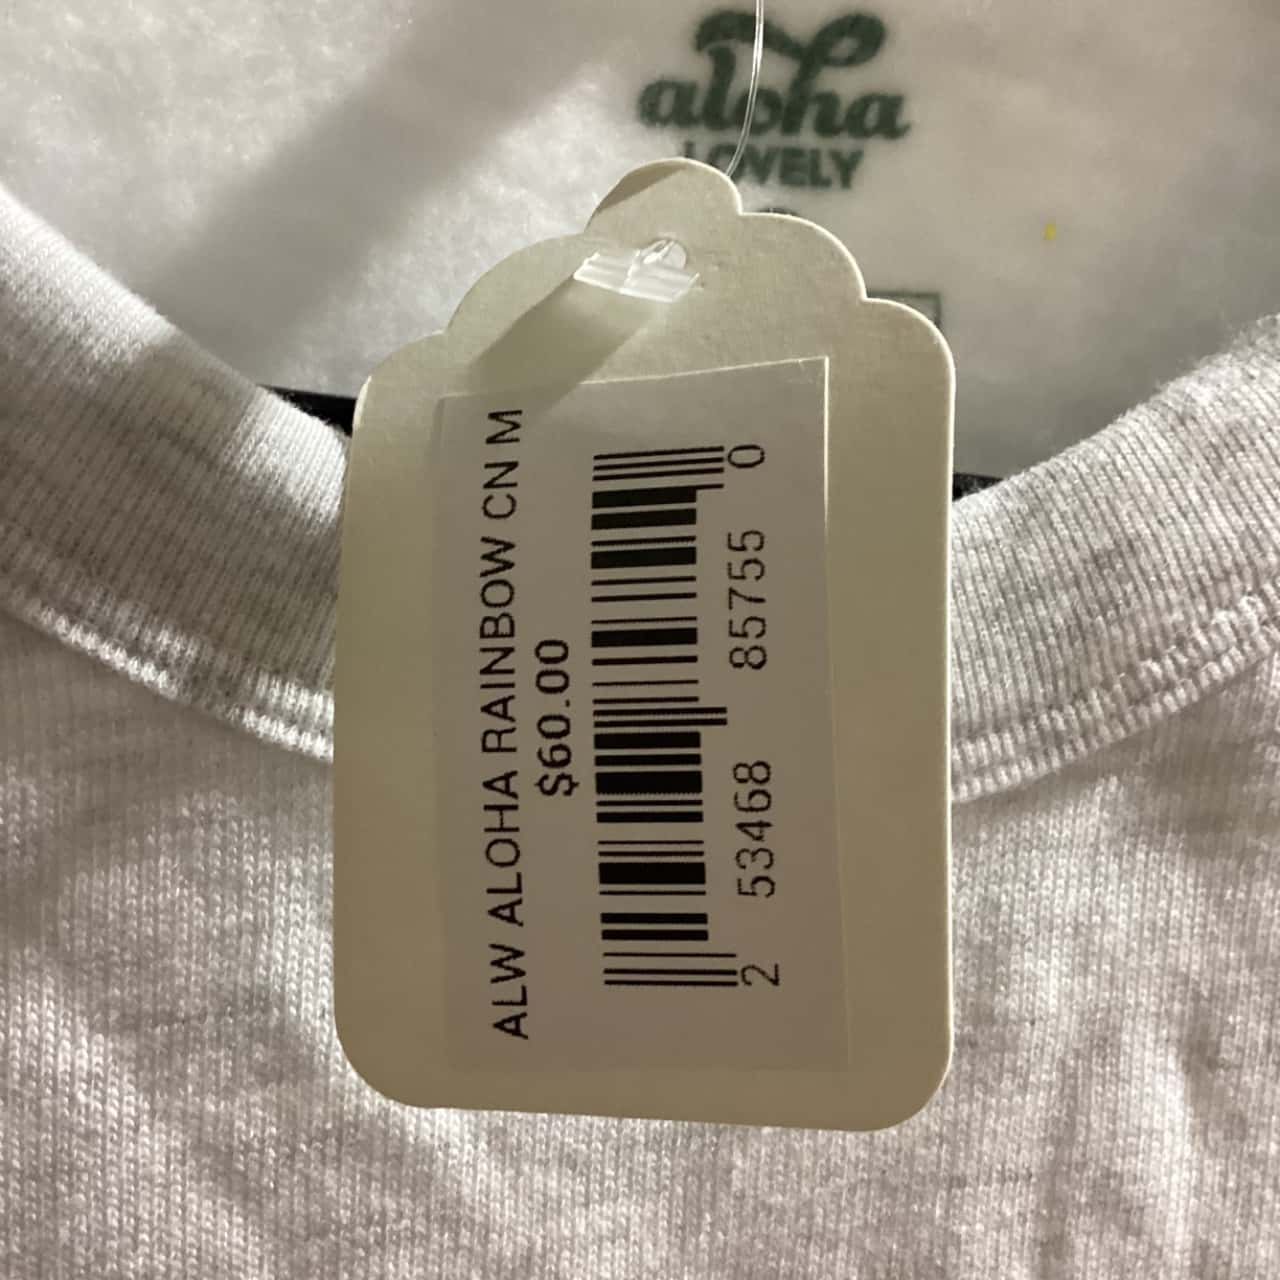 aloha
LOVELY
ALW ALOHA RAINBOW CN M
$60.00
2 53468 85755 0